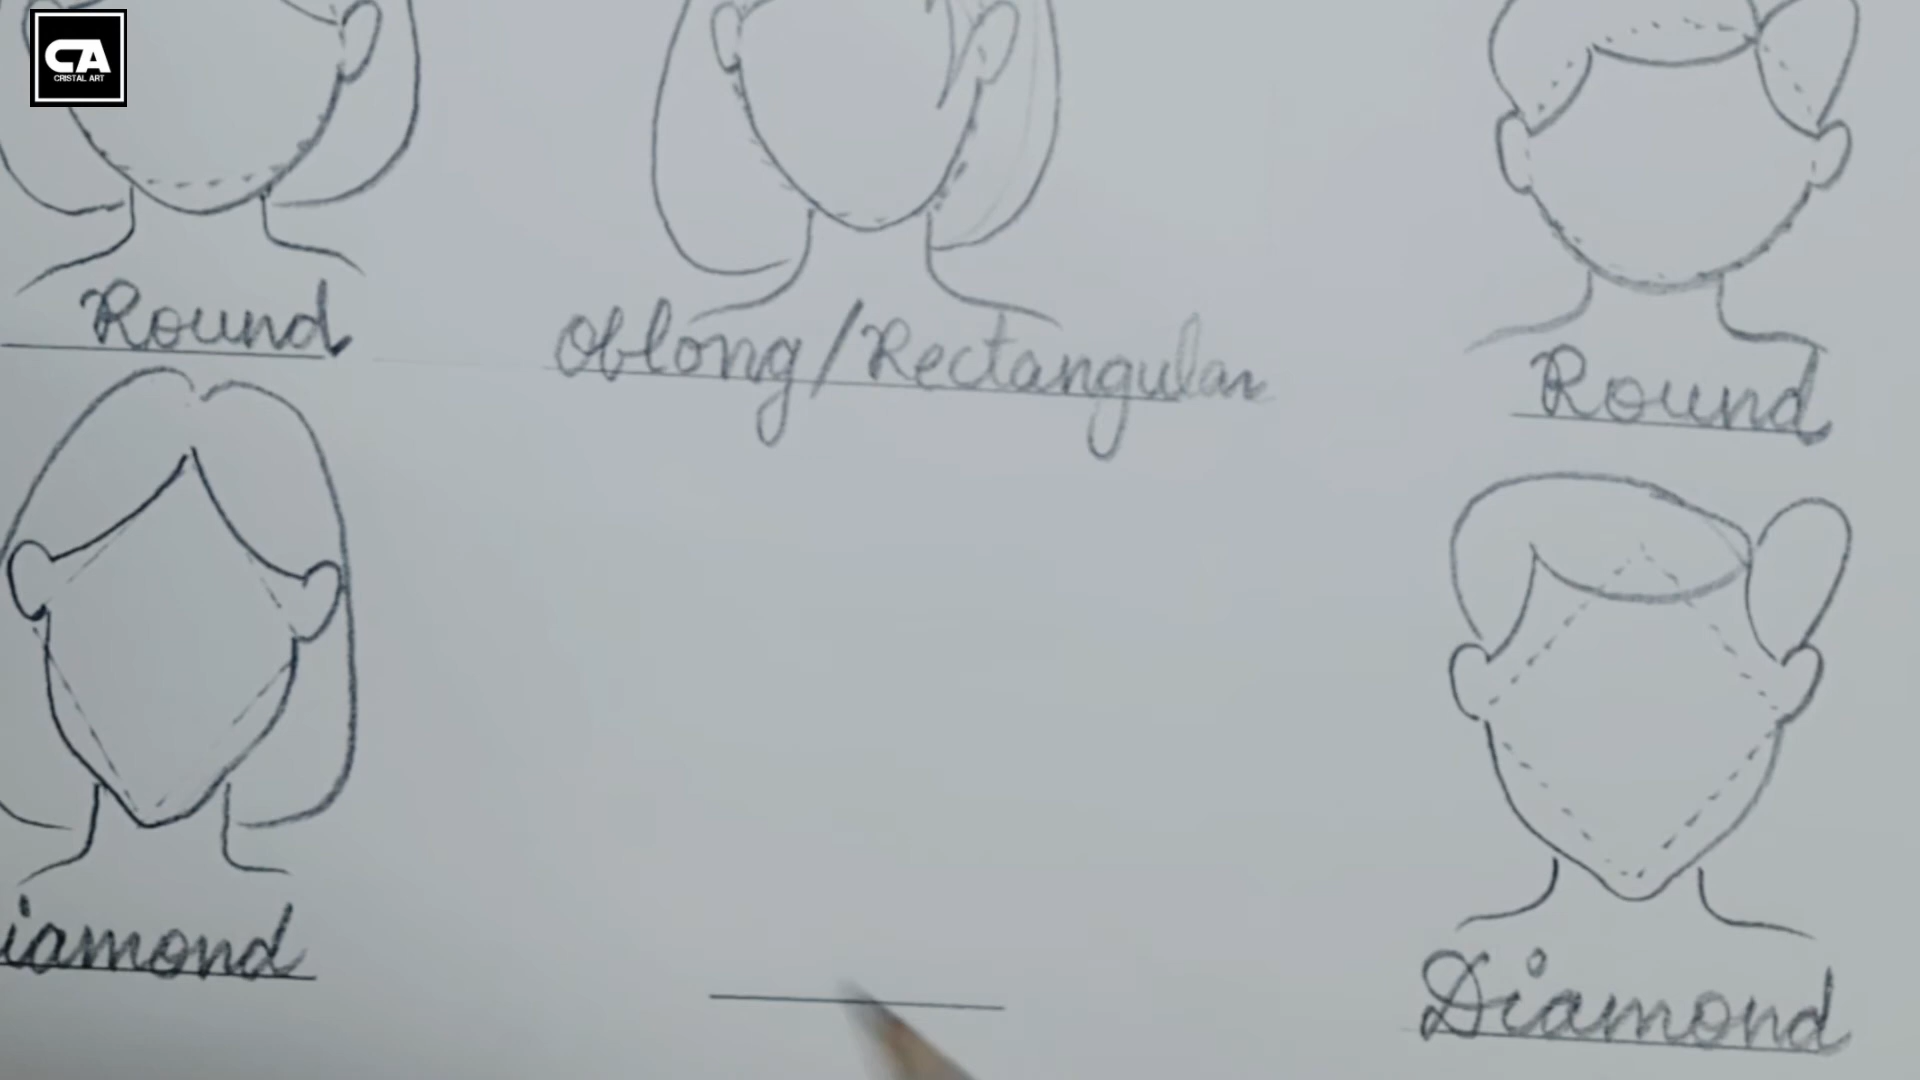 CA
CRISTAL ART
Round
Oblong/Rectangular
Round
iamond
Diamond